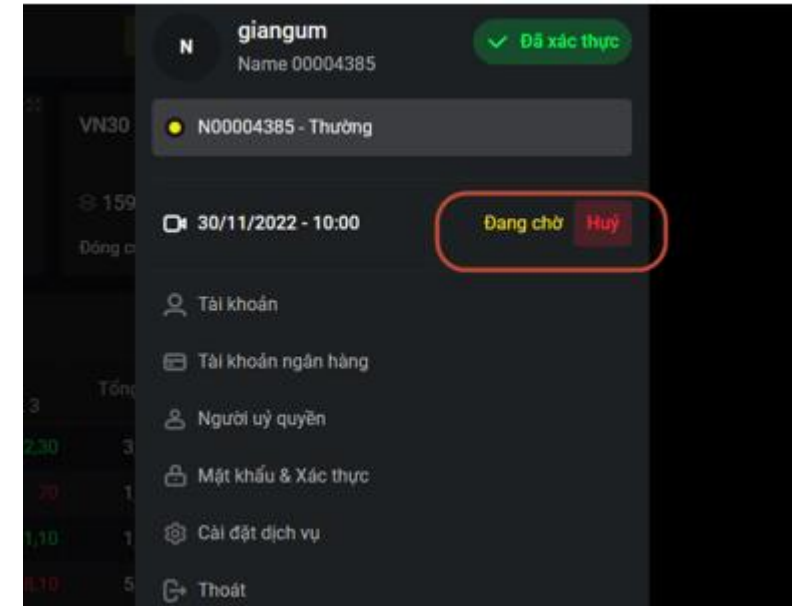 giangum
N
Name 00004385
Đã xác thực
VN30
N00004385 - Thường
159
30/11/2022 - 10:00
Đang chờ
Huỷ
Đóng c
Tài khoản
Tài khoản ngân hàng
Tổng
3
Người uỷ quyền
2,30
3
Mật khẩu & Xác thực
20
1
Cài đặt dịch vụ
1,10
1
Thoát
5